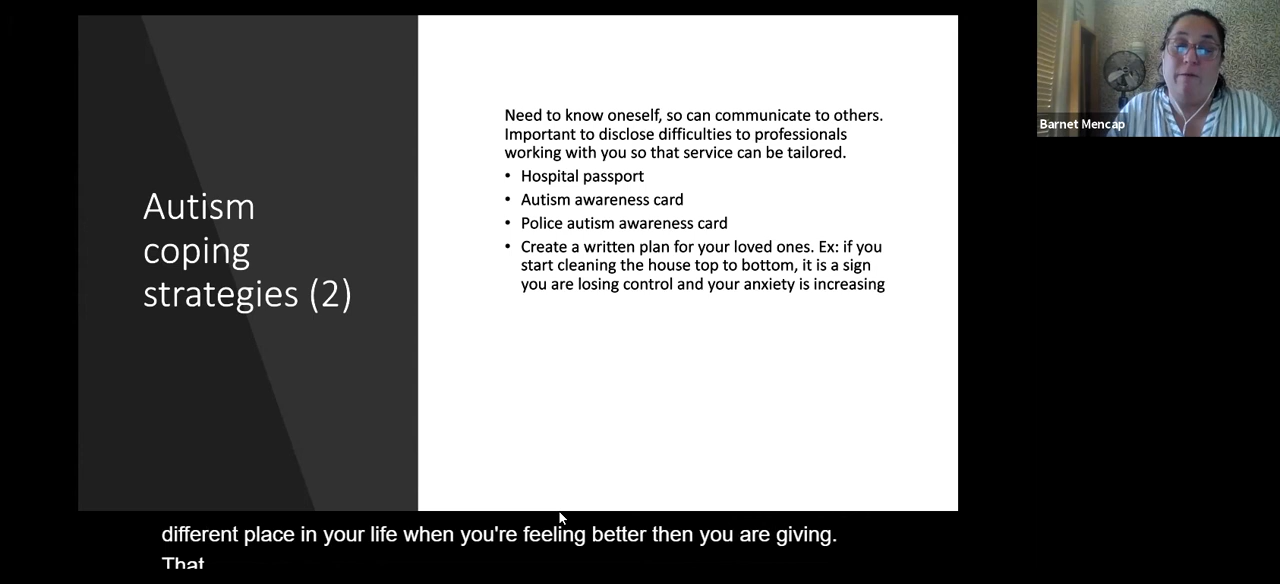 Autism
coping
strategies (2)
Need to know oneself, so can communicate to others.
Important to disclose difficulties to professionals
working with you so that service can be tailored.
• Hospital passport
• Autism awareness card
• Police autism awareness card
• Create a written plan for your loved ones. Ex: if you
start cleaning the house top to bottom, it is a sign
you are losing control and your anxiety is increasing
Barnet Mencap
different place in your life when you're feeling better then you are giving.
That